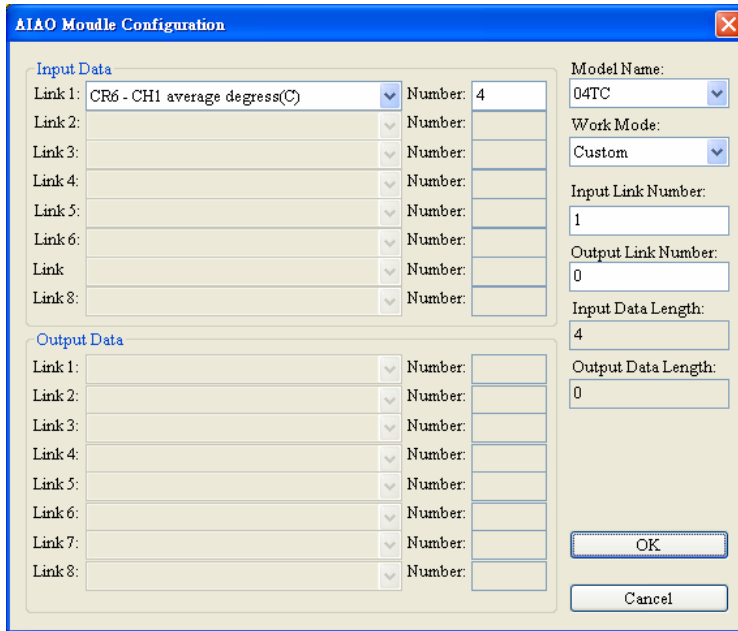 AIAO Moudle Configuration
Input Data
Link 1: CR6 - CH1 average degress(C) Number: 4
Link 2: Number:
Link 3: Number:
Link 4: Number:
Link 5: Number:
Link 6: Number:
Link Number:
Link 8: Number:
Output Data
Link 1: Number:
Link 2: Number:
Link 3: Number:
Link 4: Number:
Link 5: Number:
Link 6: Number:
Link 7: Number:
Link 8: Number:
Model Name:
04TC
Work Mode:
Custom
Input Link Number:
1
Output Link Number:
0
Input Data Length:
4
Output Data Length:
0
OK
Cancel